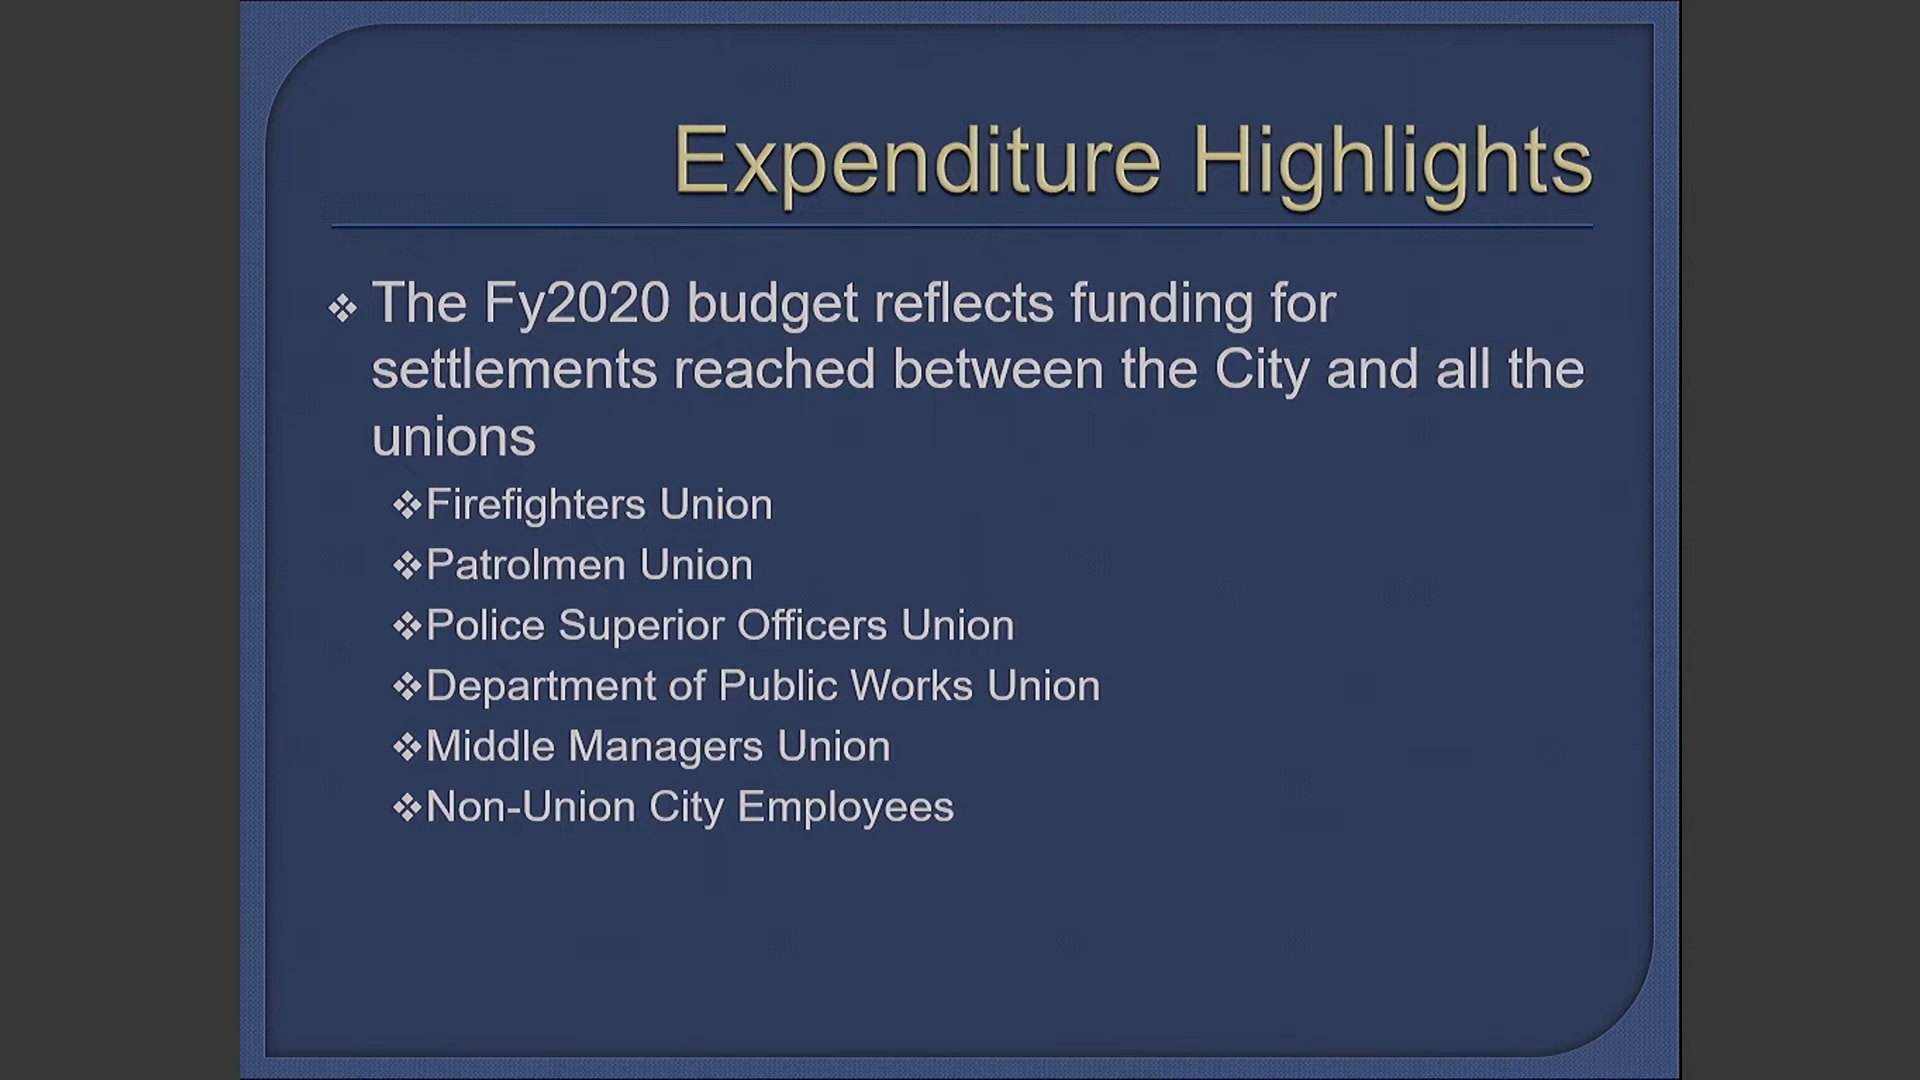 Expenditure Highlights
❖ The Fy2020 budget reflects funding for
settlements reached between the City and all the
unions
❖Firefighters Union
❖Patrolmen Union
❖Police Superior Officers Union
❖Department of Public Works Union
❖Middle Managers Union
❖Non-Union City Employees